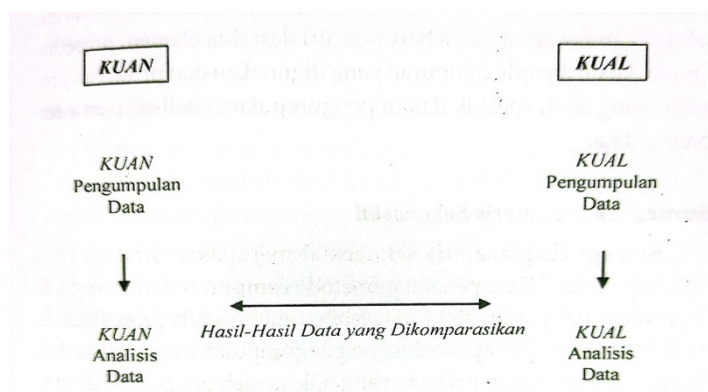 KUAN
KUAL
KUAN
Pengumpulan
Data
KUAL
Pengumpulan
Data
Hasil-Hasil Data yang Dikomparasikan
KUAN
Analisis
Data
KUAL
Analisis
Data